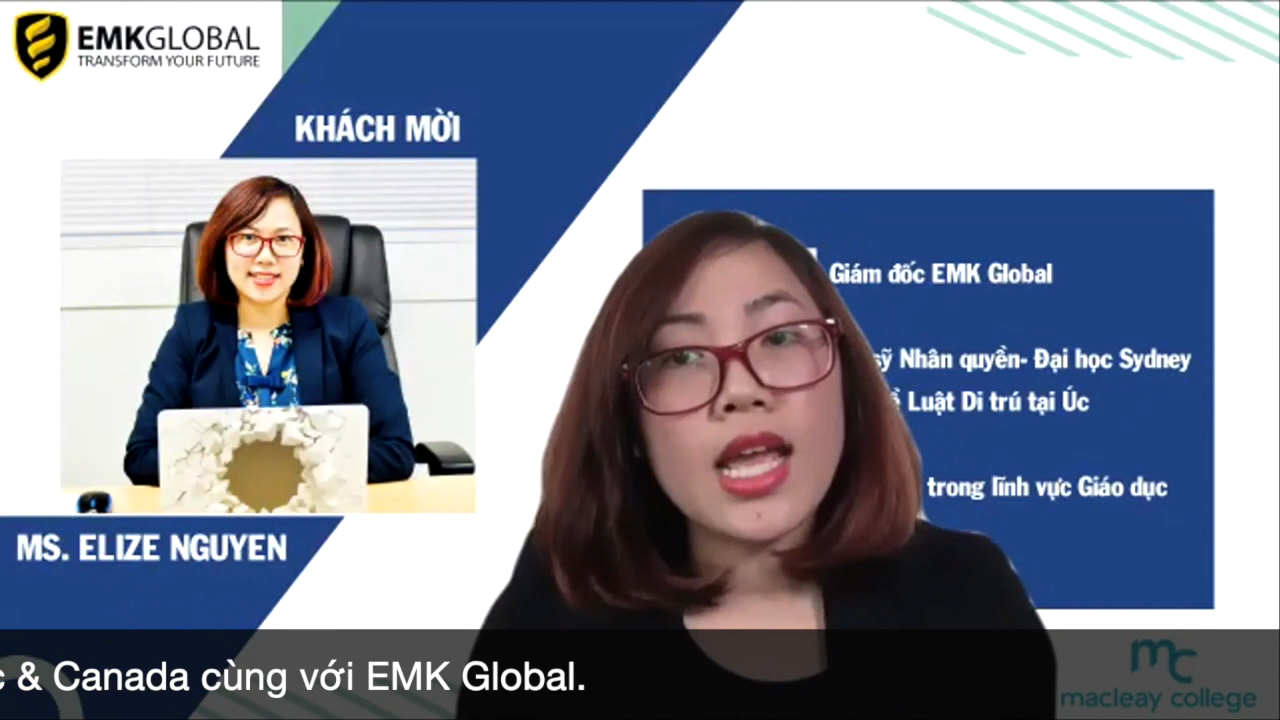 EMKGLOBAL
TRANSFORM YOUR FUTURE
KHÁCH MỜI
Giám đốc EMK Global
sỹ Nhân quyền- Đại học Sydney
Luật Di trú tại Úc
trong lĩnh vực Giáo dục
MS. ELIZE NGUYEN
& Canada cùng với EMK Global.
mc
macleay college